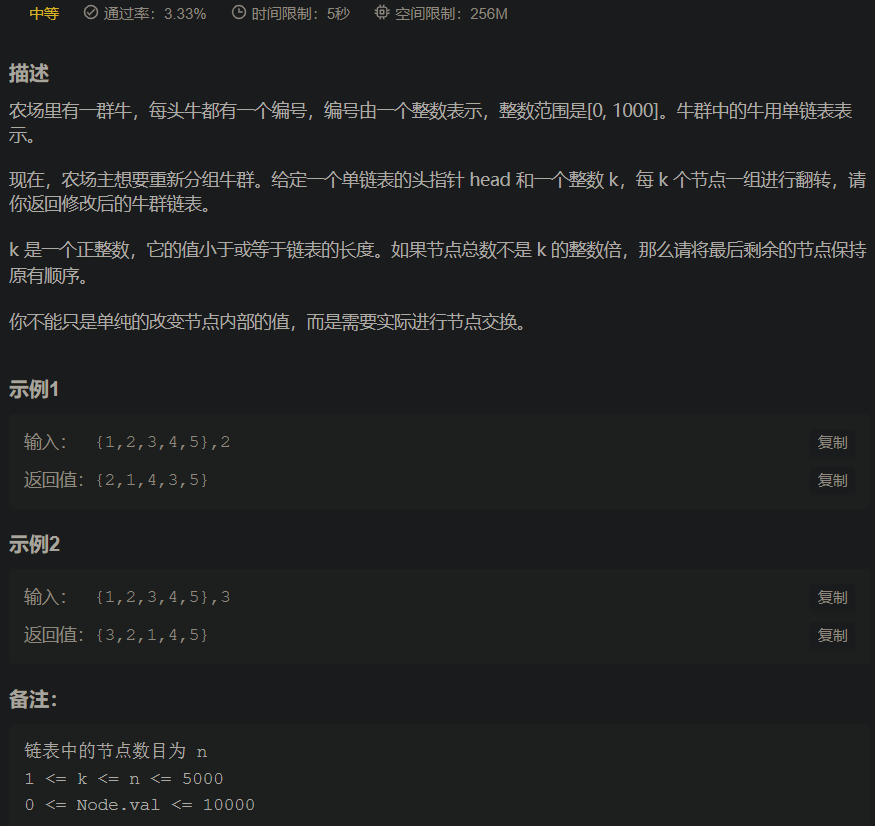 中等 通过率：3.33% 时间限制：5秒 空间限制：256M
描述
农场里有一群牛，每头牛都有一个编号，编号由一个整数表示，整数范围是[0, 1000]。牛群中的牛用单链表表
示。
现在，农场主想要重新分组牛群。给定一个单链表的头指针 head 和一个整数 k，每 k 个节点一组进行翻转，请
你返回修改后的牛群链表。
k 是一个正整数，它的值小于或等于链表的长度。如果节点总数不是 k 的整数倍，那么请将最后剩余的节点保持
原有顺序。
你不能只是单纯的改变节点内部的值，而是需要实际进行节点交换。
示例1
输入： {1,2,3,4,5},2 复制
返回值：{2,1,4,3,5} 复制
示例2
输入： {1,2,3,4,5},3 复制
返回值：{3,2,1,4,5} 复制
备注：
链表中的节点数目为 n
1 <= k <= n <= 5000
0 <= Node.val <= 10000